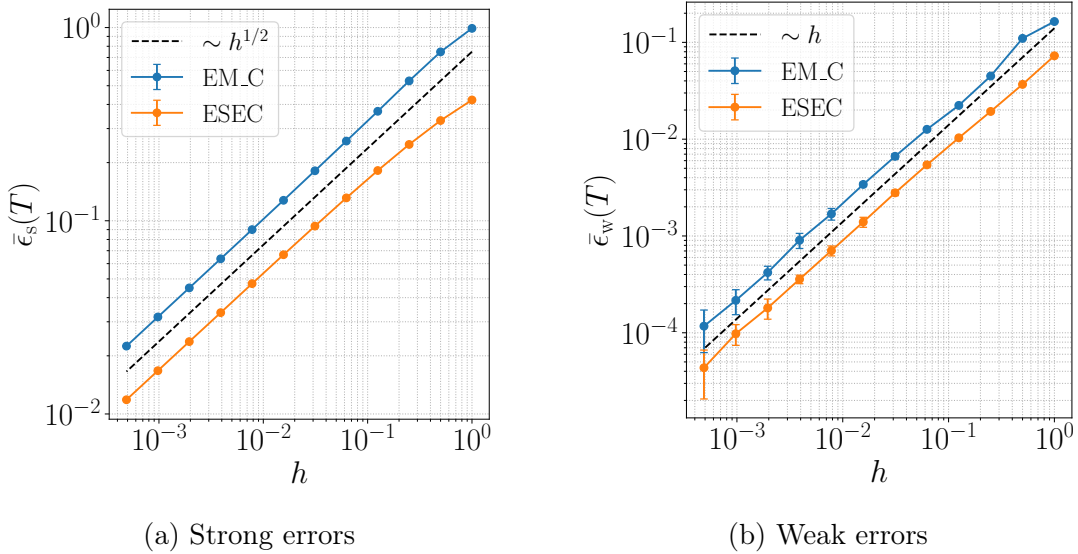 10^0
10^{-1}
10^{-2}
\bar{ϵ}_s(T)
∼ h^{1/2}
EM_C
ESEC
10^{-3}
10^{-2}
10^{-1}
10^0
h
(a) Strong errors
10^{-1}
10^{-2}
10^{-3}
10^{-4}
\bar{ϵ}_w(T)
∼ h
EM_C
ESEC
10^{-3}
10^{-2}
10^{-1}
10^0
h
(b) Weak errors